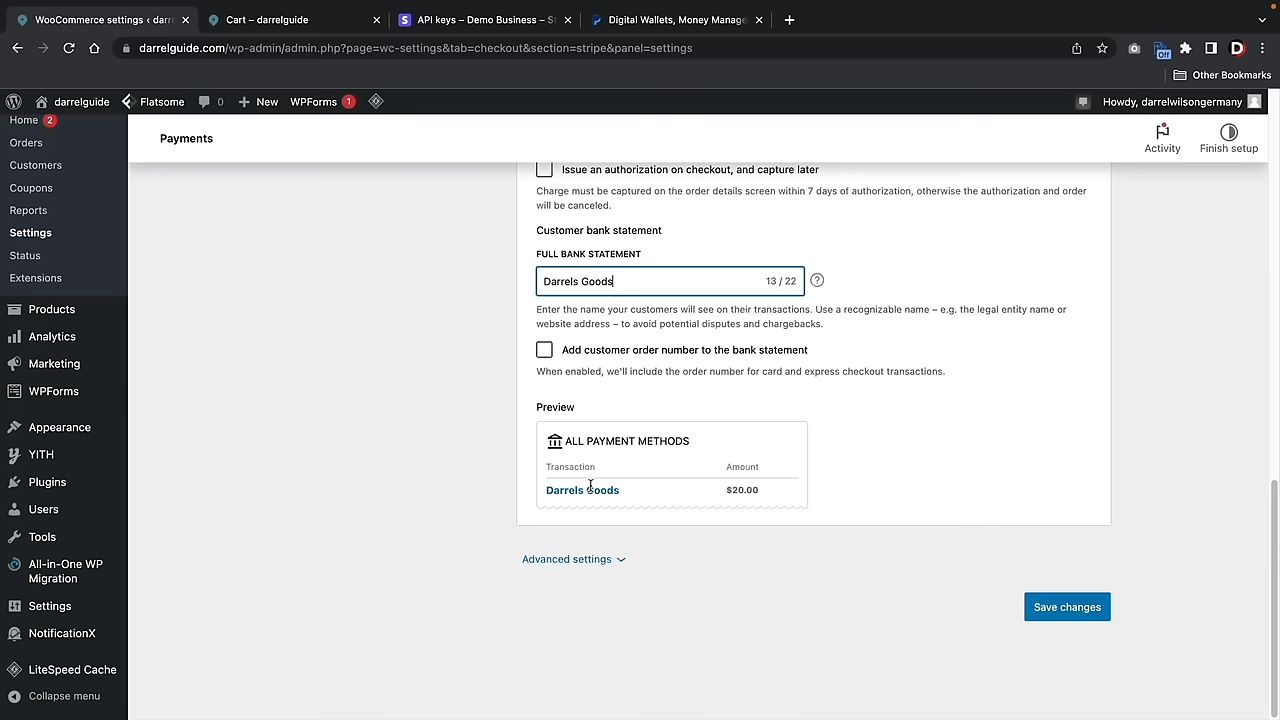 WooCommerce settings ‹ darr
Cart – darrelguide
API keys – Demo Business – S
Digital Wallets, Money Manage
darrelguide.com/wp-admin/admin.php?page=wc-settings&tab=checkout&section=stripe&panel=settings
Off
D
Other Bookmarks
darrelguide
Flatsome
0
New
WPForms 1
Howdy, darrelwilsongermany
Home 2
Orders
Customers
Coupons
Reports
Settings
Status
Extensions
Products
Analytics
Marketing
WPForms
Appearance
YITH
Plugins
Users
Tools
All-in-One WP
Migration
Settings
NotificationX
LiteSpeed Cache
Collapse menu
Payments
Activity
Finish setup
Issue an authorization on checkout, and capture later
Charge must be captured on the order details screen within 7 days of authorization, otherwise the authorization and order
will be canceled.
Customer bank statement
FULL BANK STATEMENT
Darrels Goods 13 / 22
Enter the name your customers will see on their transactions. Use a recognizable name – e.g. the legal entity name or
website address – to avoid potential disputes and chargebacks.
Add customer order number to the bank statement
When enabled, we'll include the order number for card and express checkout transactions.
Preview
ALL PAYMENT METHODS
Transaction Amount
Darrels Goods $20.00
Advanced settings
Save changes